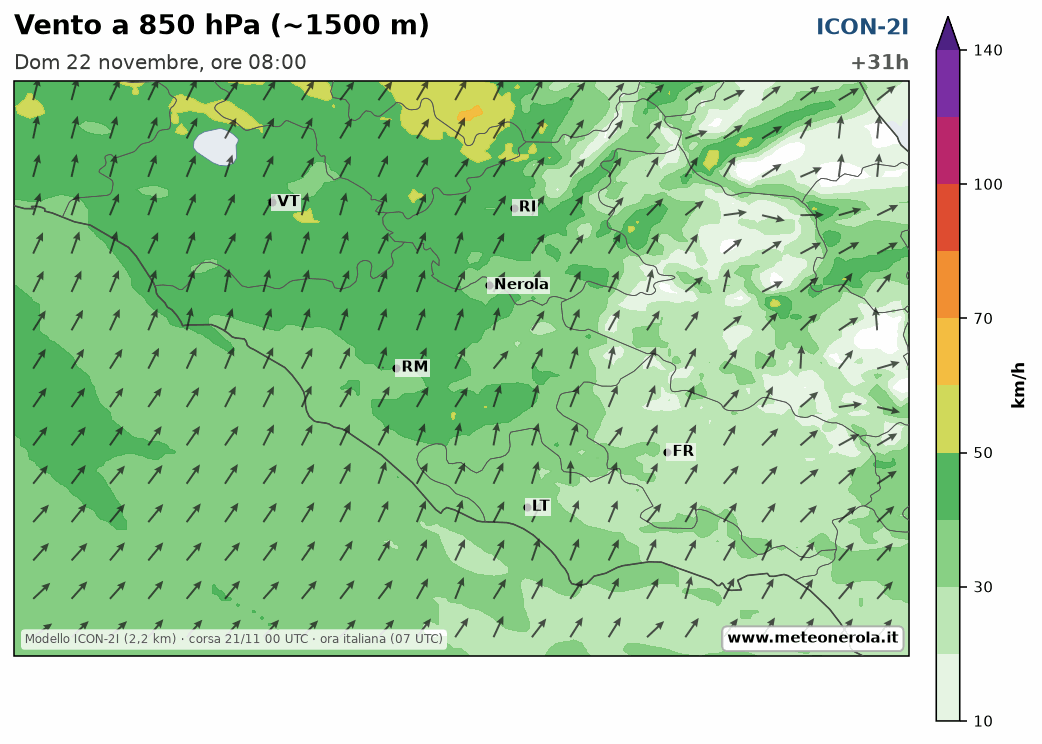 Vento a 850 hPa (~1500 m)
ICON-2I
Dom 22 novembre, ore 08:00
+31h
VT
RI
Nerola
RM
FR
LT
Modello ICON-2I (2,2 km) · corsa 21/11 00 UTC · ora italiana (07 UTC)
www.meteonerola.it
140
100
70
50
30
10
km/h